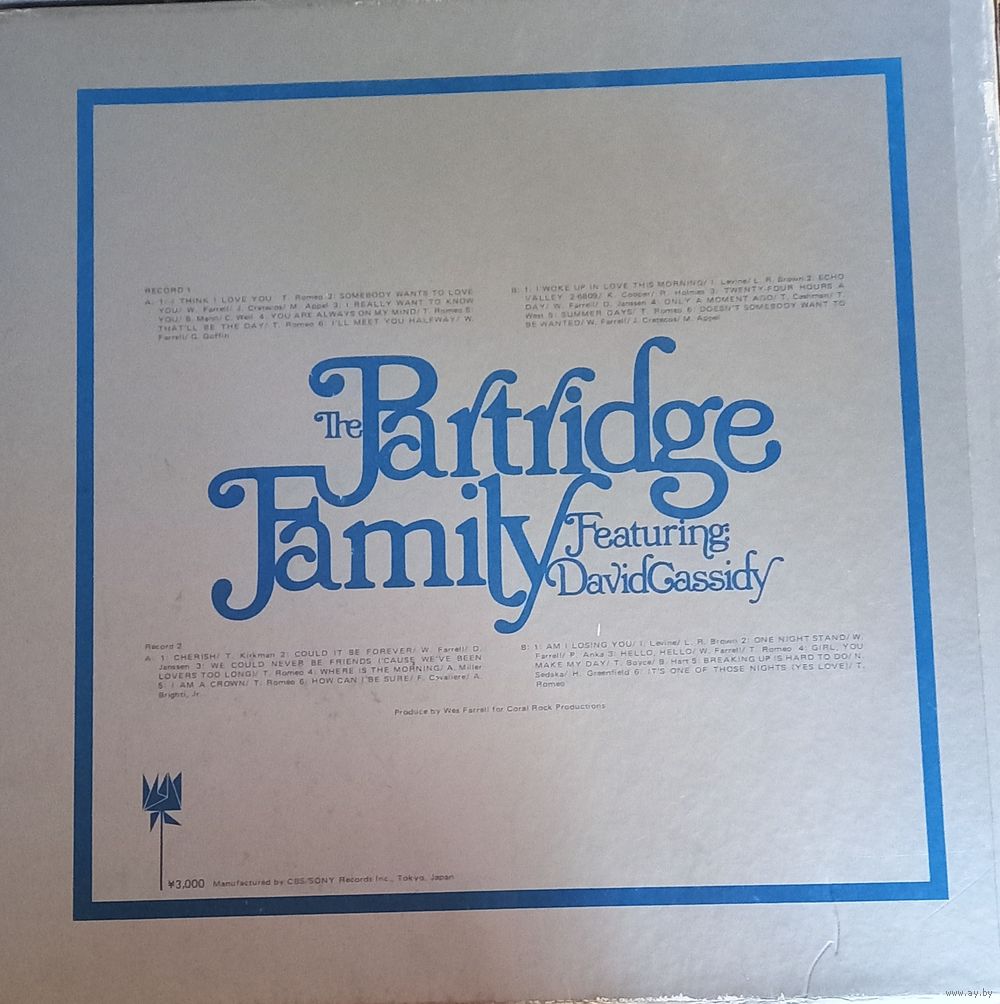 RECORD 1
A: 1: I THINK I LOVE YOU T. Romeo 2: SOMEBODY WANTS TO LOVE
YOU/ W. Farrell/ J. Cretecos/ M. Appel 3: I REALLY WANT TO KNOW
YOU/ B. Mann/ C. Weil 4: YOU ARE ALWAYS ON MY MIND/ T. Romeo 5:
THAT'LL BE THE DAY/ T. Romeo 6: I'LL MEET YOU HALFWAY/ W.
Farrell/ G. Goffin
B: 1: I WOKE UP IN LOVE THIS MORNING/ I. Levine/ L. R. Brown 2: ECHO
VALLEY 2-6809/ K. Cooper/ R. Holmes 3: TWENTY-FOUR HOURS A
DAY/ W. Farrell/ D. Janssen 4: ONLY A MOMENT AGO/ T. Cashman/ T.
West 5: SUMMER DAYS/ T. Romeo 6: DOESN'T SOMEBODY WANT TO
BE WANTED/ W. Farrell/ J. Cretecos/ M. Appel
The Partridge
Family Featuring:
David Cassidy
Record 2
A: 1: CHERISH/ T. Kirkman 2: COULD IT BE FOREVER/ W. Farrell/ D.
Janssen 3: WE COULD NEVER BE FRIENDS ('CAUSE WE'VE BEEN
LOVERS TOO LONG)/ T. Romeo 4: WHERE IS THE MORNING/ A. Miller
5: I AM A CROWN/ T. Romeo 6: HOW CAN I BE SURE/ F. Cavaliere/ A.
Brighti, Jr.
B: 1: AM I LOSING YOU/ I. Levine/ L. R. Brown 2: ONE NIGHT STAND/ W.
Farrell/ P. Anka 3: HELLO, HELLO/ W. Farrell/ T. Romeo 4: GIRL, YOU
MAKE MY DAY/ T. Boyce/ B. Hart 5: BREAKING UP IS HARD TO DO/ N.
Sedaka/ H. Greenfield 6: IT'S ONE OF THOSE NIGHTS (YES LOVE)/ T.
Romeo
Produce by Wes Farrell for Coral Rock Productions
¥3,000 Manufactured by CBS/SONY Records Inc., Tokyo, Japan
www.ay.by